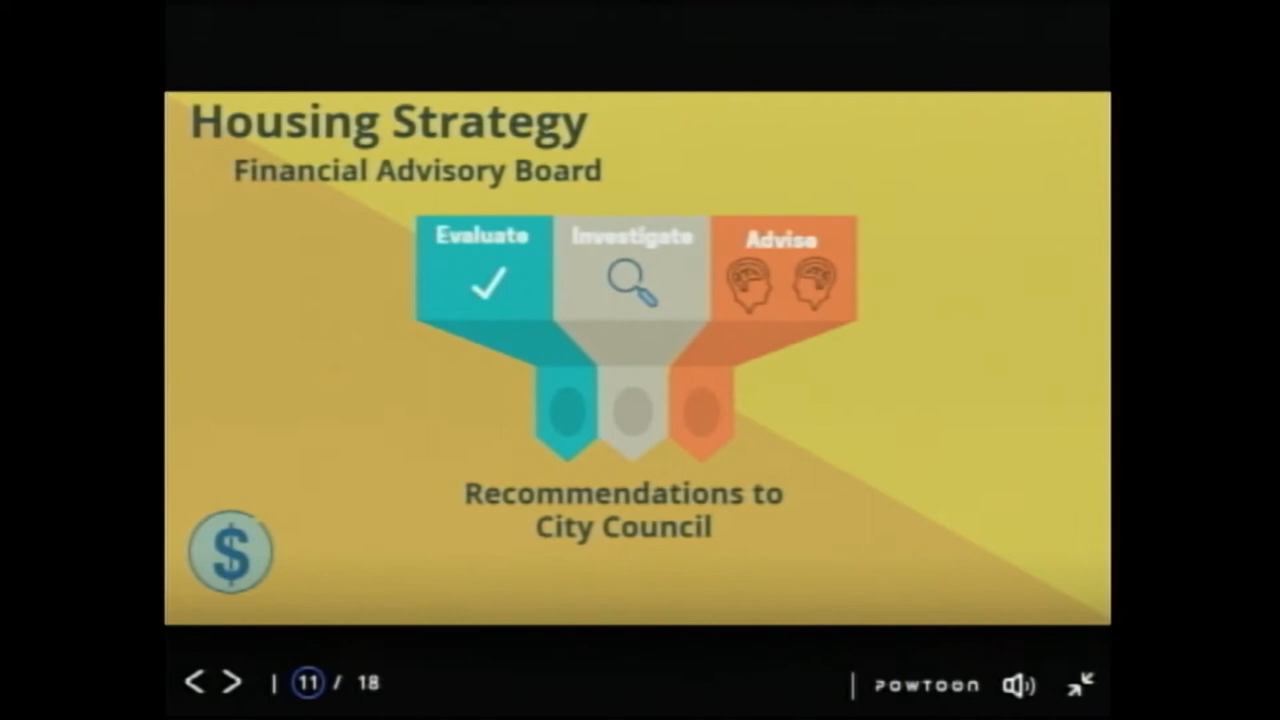 Housing Strategy
Financial Advisory Board
Evaluate Investigate Advise
$
Recommendations to
City Council
< > | 11 / 18
| POWTOON